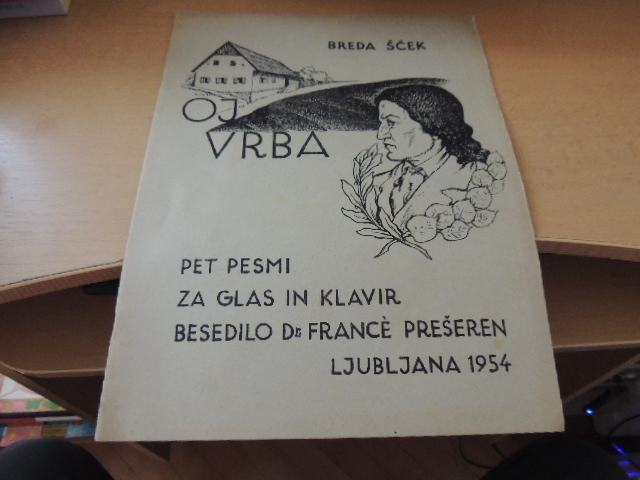 BREDA ŠČEK
OJ
VRBA
PET PESMI
ZA GLAS IN KLAVIR
BESEDILO Dr FRANCÈ PREŠEREN
LJUBLJANA 1954